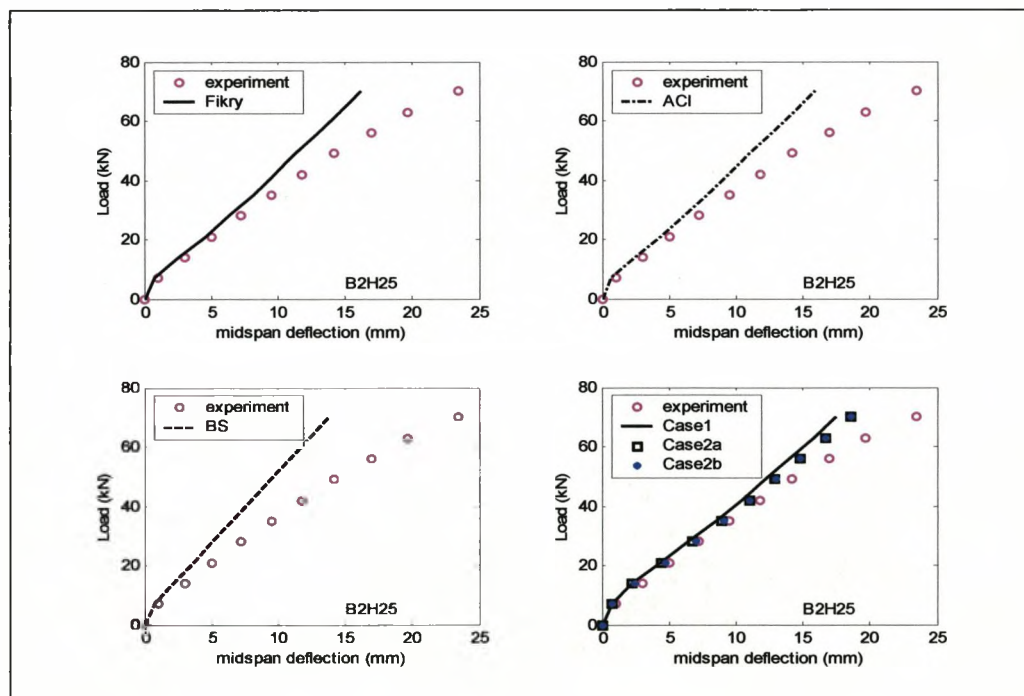 80
60
40
20
0
Load (kN)
experiment
Fikry
B2H25
0 5 10 15 20 25
midspan deflection (mm)
80
60
40
20
0
Load (kN)
experiment
ACI
B2H25
0 5 10 15 20 25
midspan deflection (mm)
80
60
40
20
0
Load (kN)
experiment
BS
B2H25
0 5 10 15 20 25
midspan deflection (mm)
80
60
40
20
0
Load (kN)
experiment
Case1
Case2a
Case2b
B2H25
0 5 10 15 20 25
midspan deflection (mm)